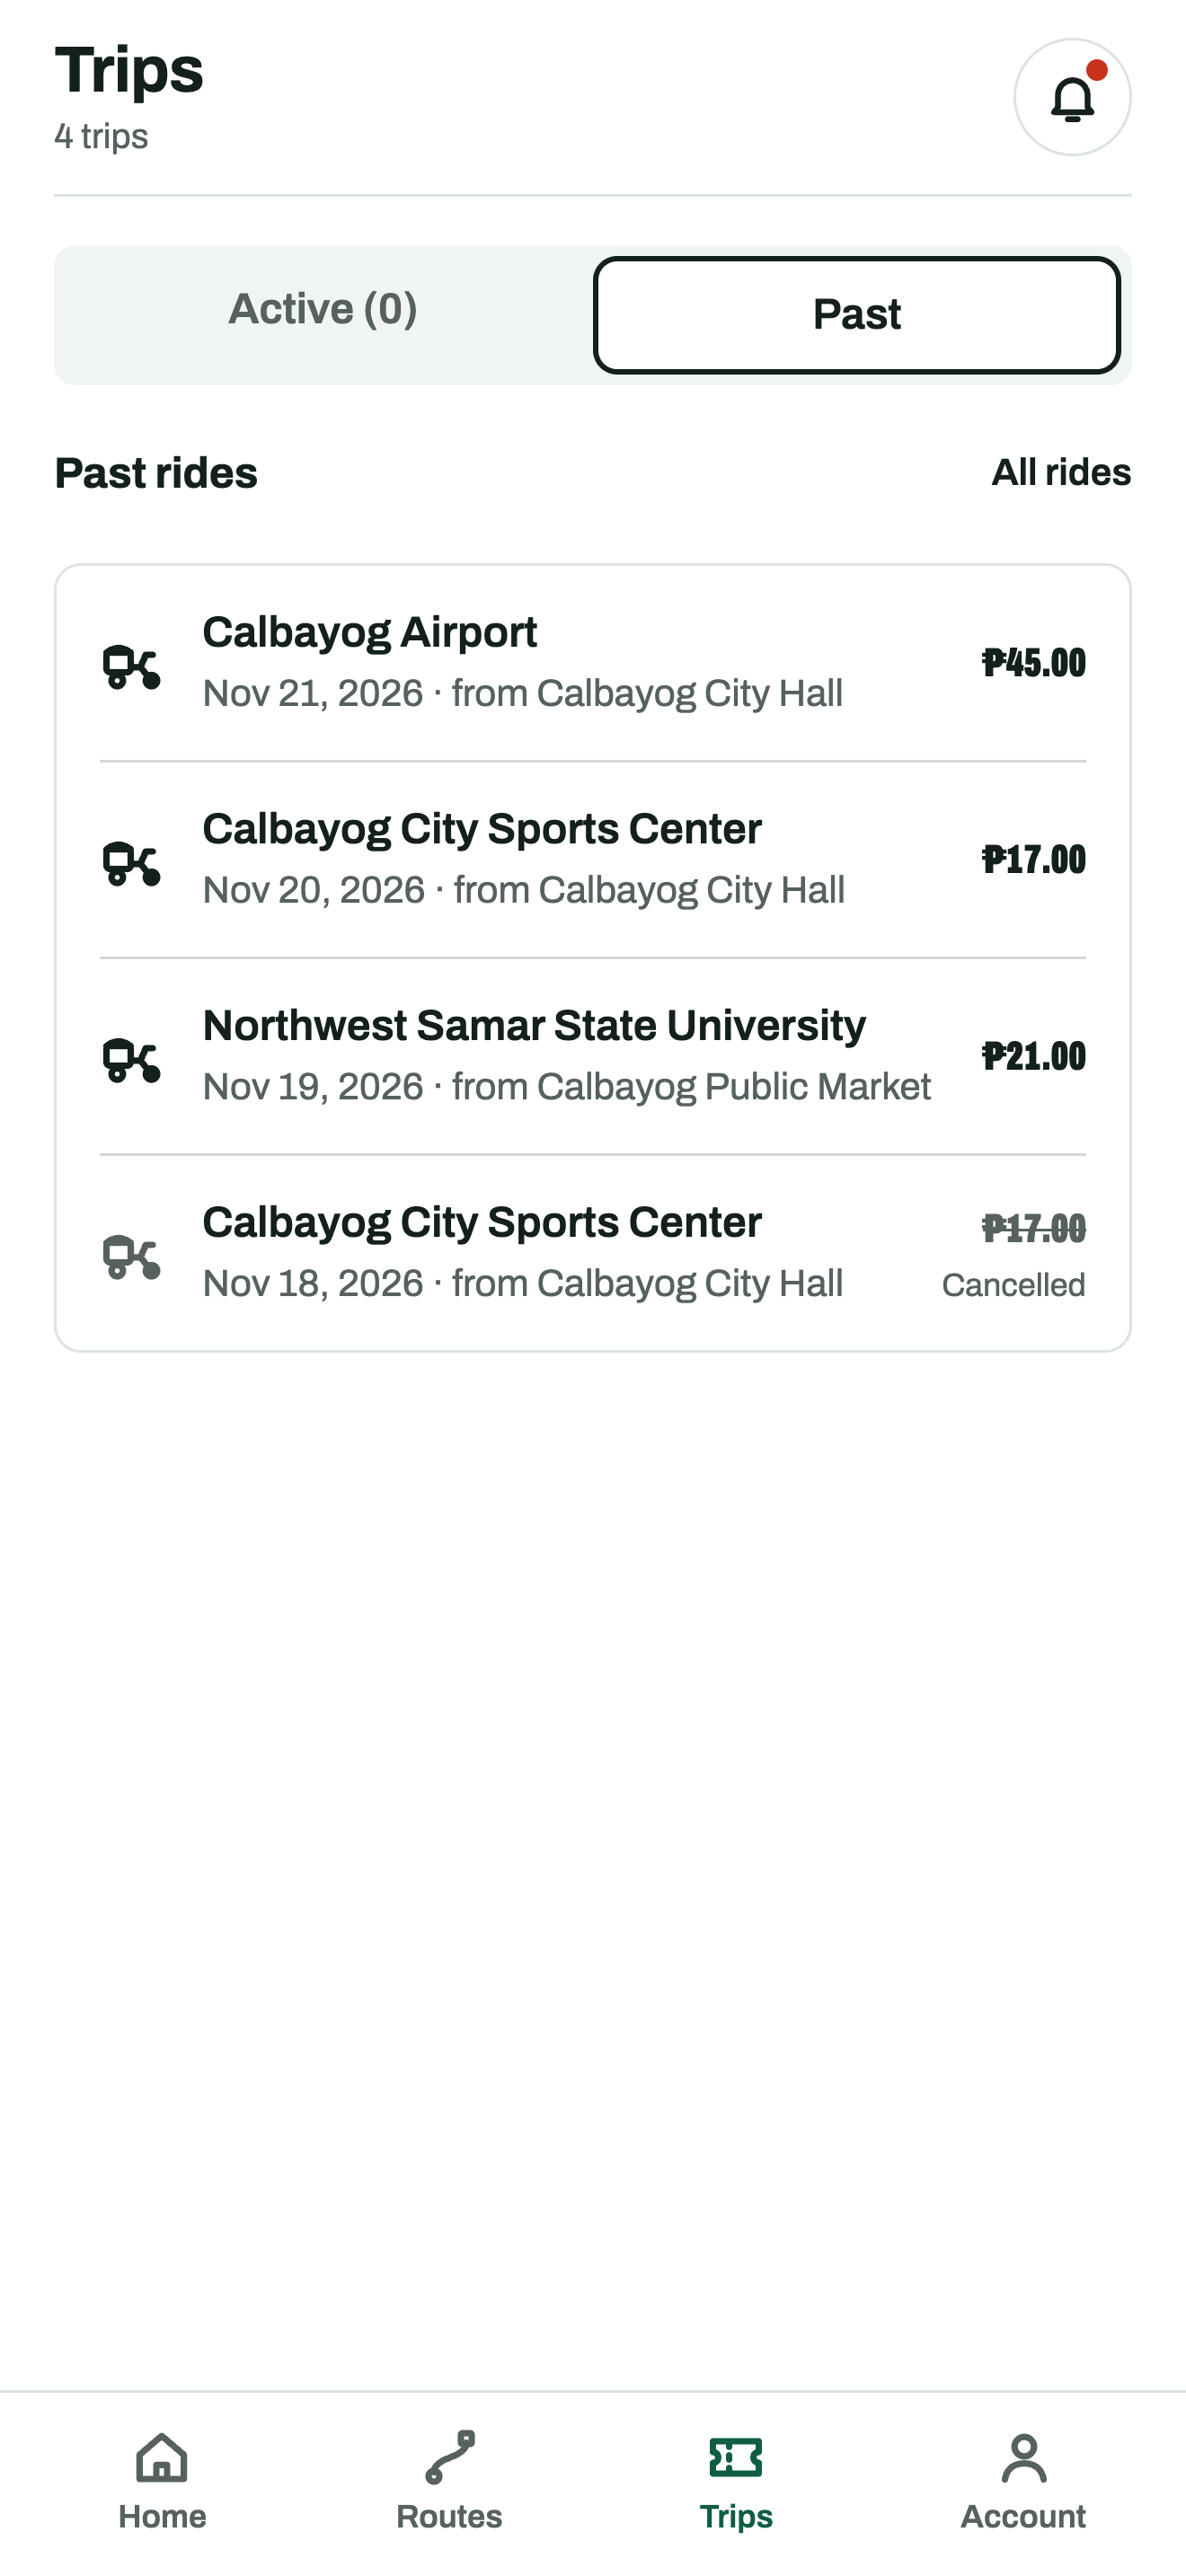 Trips
4 trips
Active (0)
Past
Past rides
All rides
Calbayog Airport
Nov 21, 2026 · from Calbayog City Hall
₱45.00
Calbayog City Sports Center
Nov 20, 2026 · from Calbayog City Hall
₱17.00
Northwest Samar State University
Nov 19, 2026 · from Calbayog Public Market
₱21.00
Calbayog City Sports Center
Nov 18, 2026 · from Calbayog City Hall
₱17.00
Cancelled
Home
Routes
Trips
Account